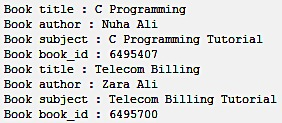 Book title : C Programming
Book author : Nuha Ali
Book subject : C Programming Tutorial
Book book_id : 6495407
Book title : Telecom Billing
Book author : Zara Ali
Book subject : Telecom Billing Tutorial
Book book_id : 6495700